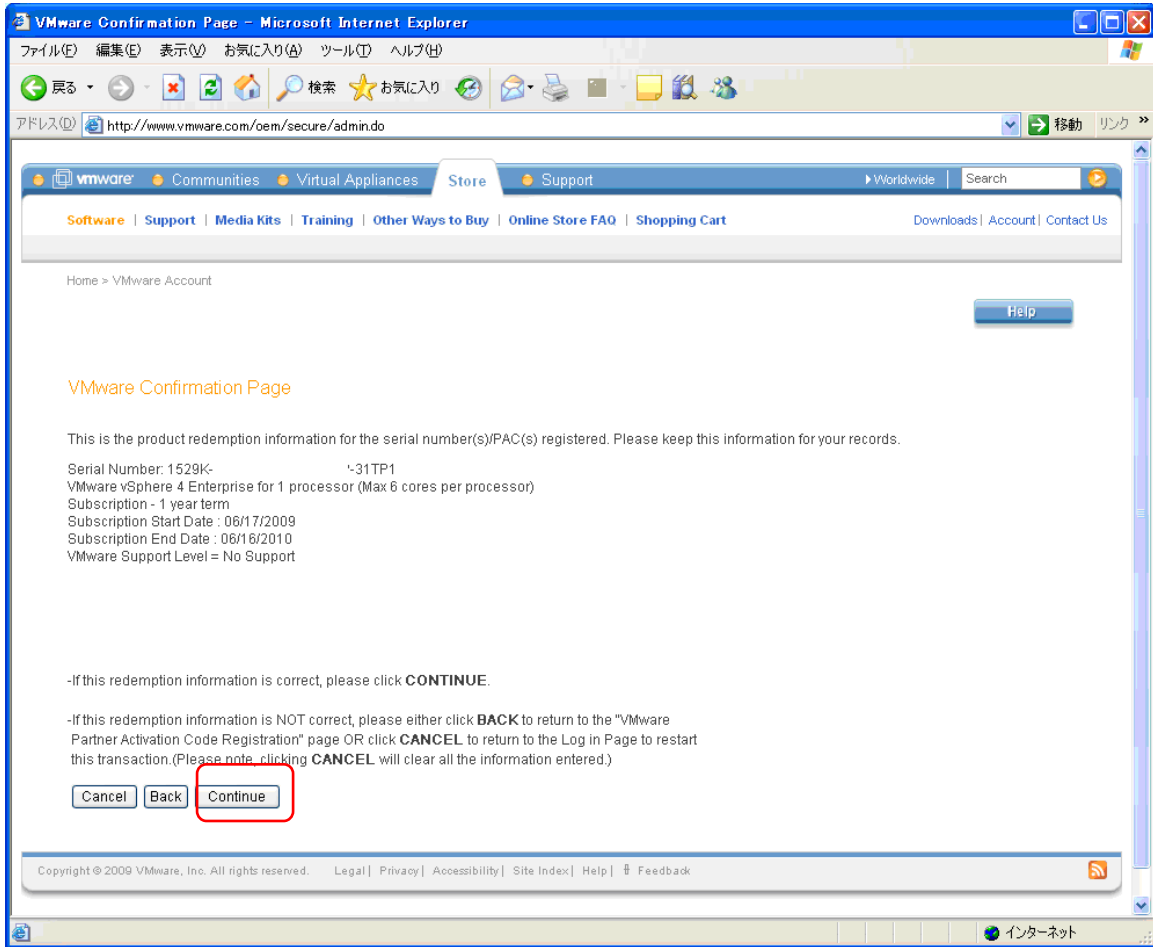 VMware Confirmation Page - Microsoft Internet Explorer
ファイル(F) 編集(E) 表示(V) お気に入り(A) ツール(T) ヘルプ(H)
戻る 検索 お気に入り
アドレス(D) http://www.vmware.com/oem/secure/admin.do 移動 リンク »
vmware Communities Virtual Appliances Store Support Worldwide Search
Software | Support | Media Kits | Training | Other Ways to Buy | Online Store FAQ | Shopping Cart Downloads | Account | Contact Us
Home > VMware Account
Help
VMware Confirmation Page
This is the product redemption information for the serial number(s)/PAC(s) registered. Please keep this information for your records.
Serial Number: 1529K- '-31TP1
VMware vSphere 4 Enterprise for 1 processor (Max 6 cores per processor)
Subscription - 1 year term
Subscription Start Date : 06/17/2009
Subscription End Date : 06/16/2010
VMware Support Level = No Support
-If this redemption information is correct, please click CONTINUE.
-If this redemption information is NOT correct, please either click BACK to return to the "VMware
Partner Activation Code Registration" page OR click CANCEL to return to the Log in Page to restart
this transaction.(Please note, clicking CANCEL will clear all the information entered.)
Cancel Back Continue
Copyright © 2009 VMware, Inc. All rights reserved. Legal | Privacy | Accessibility | Site Index | Help | Feedback
インターネット